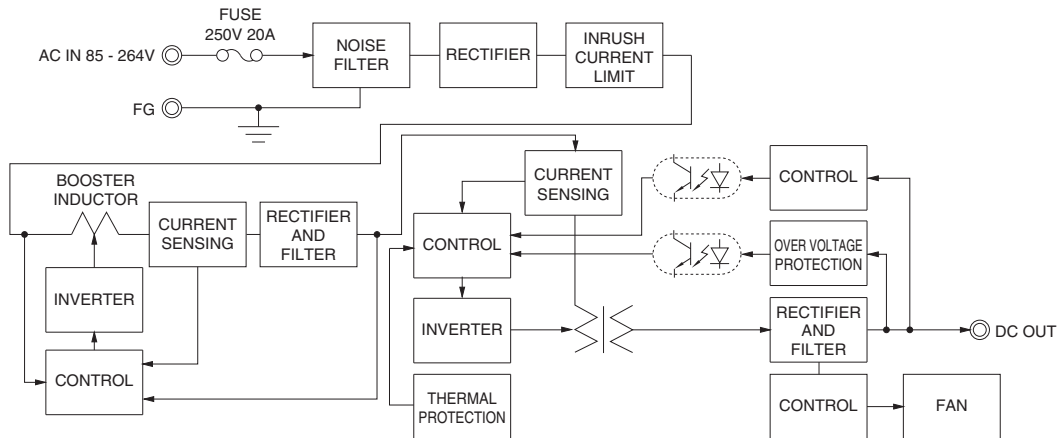 FUSE
250V 20A
AC IN 85 - 264V
NOISE
FILTER
RECTIFIER
INRUSH
CURRENT
LIMIT
FG
BOOSTER
INDUCTOR
CURRENT
SENSING
RECTIFIER
AND
FILTER
INVERTER
CONTROL
CURRENT
SENSING
CONTROL
INVERTER
THERMAL
PROTECTION
CONTROL
OVER VOLTAGE
PROTECTION
RECTIFIER
AND
FILTER
DC OUT
CONTROL
FAN